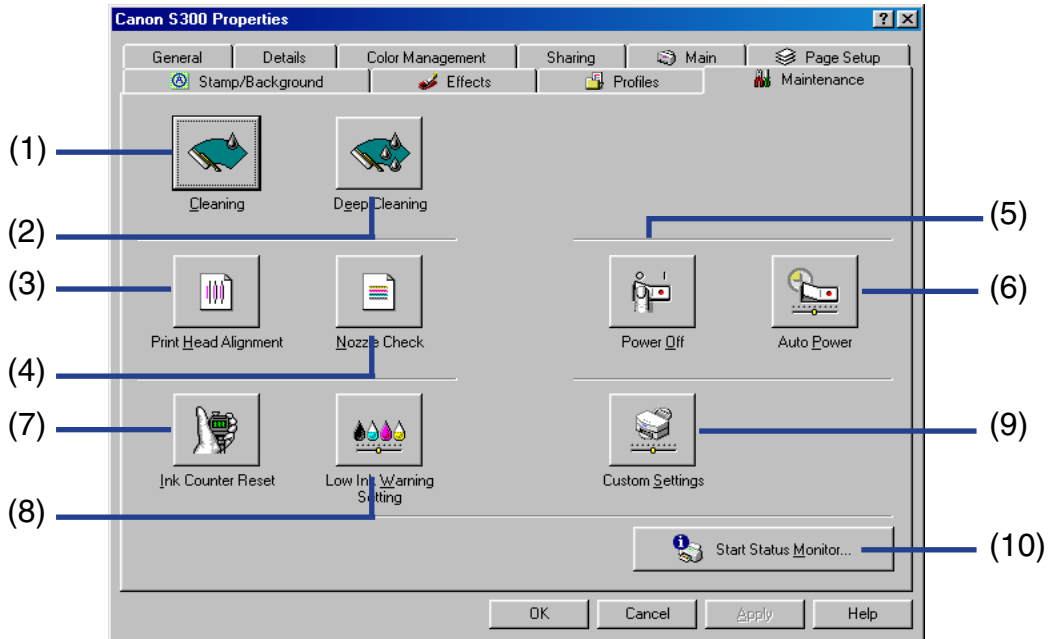 Canon S300 Properties
General Details Color Management Sharing Main Page Setup
Stamp/Background Effects Profiles Maintenance
(1)
Cleaning Deep Cleaning
(2) (5)
(3) (6)
Print Head Alignment Nozzle Check Power Off Auto Power
(4)
(7) (9)
Ink Counter Reset Low Ink Warning Custom Settings
Setting
(8)
Start Status Monitor... (10)
OK Cancel Apply Help